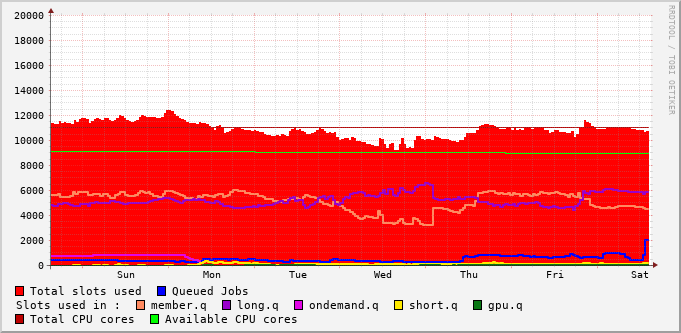 RRDTOOL / TOBI OETIKER
20000
18000
16000
14000
12000
10000
8000
6000
4000
2000
0
Sun Mon Tue Wed Thu Fri Sat
Total slots used Queued Jobs
Slots used in : member.q long.q ondemand.q short.q gpu.q
Total CPU cores Available CPU cores